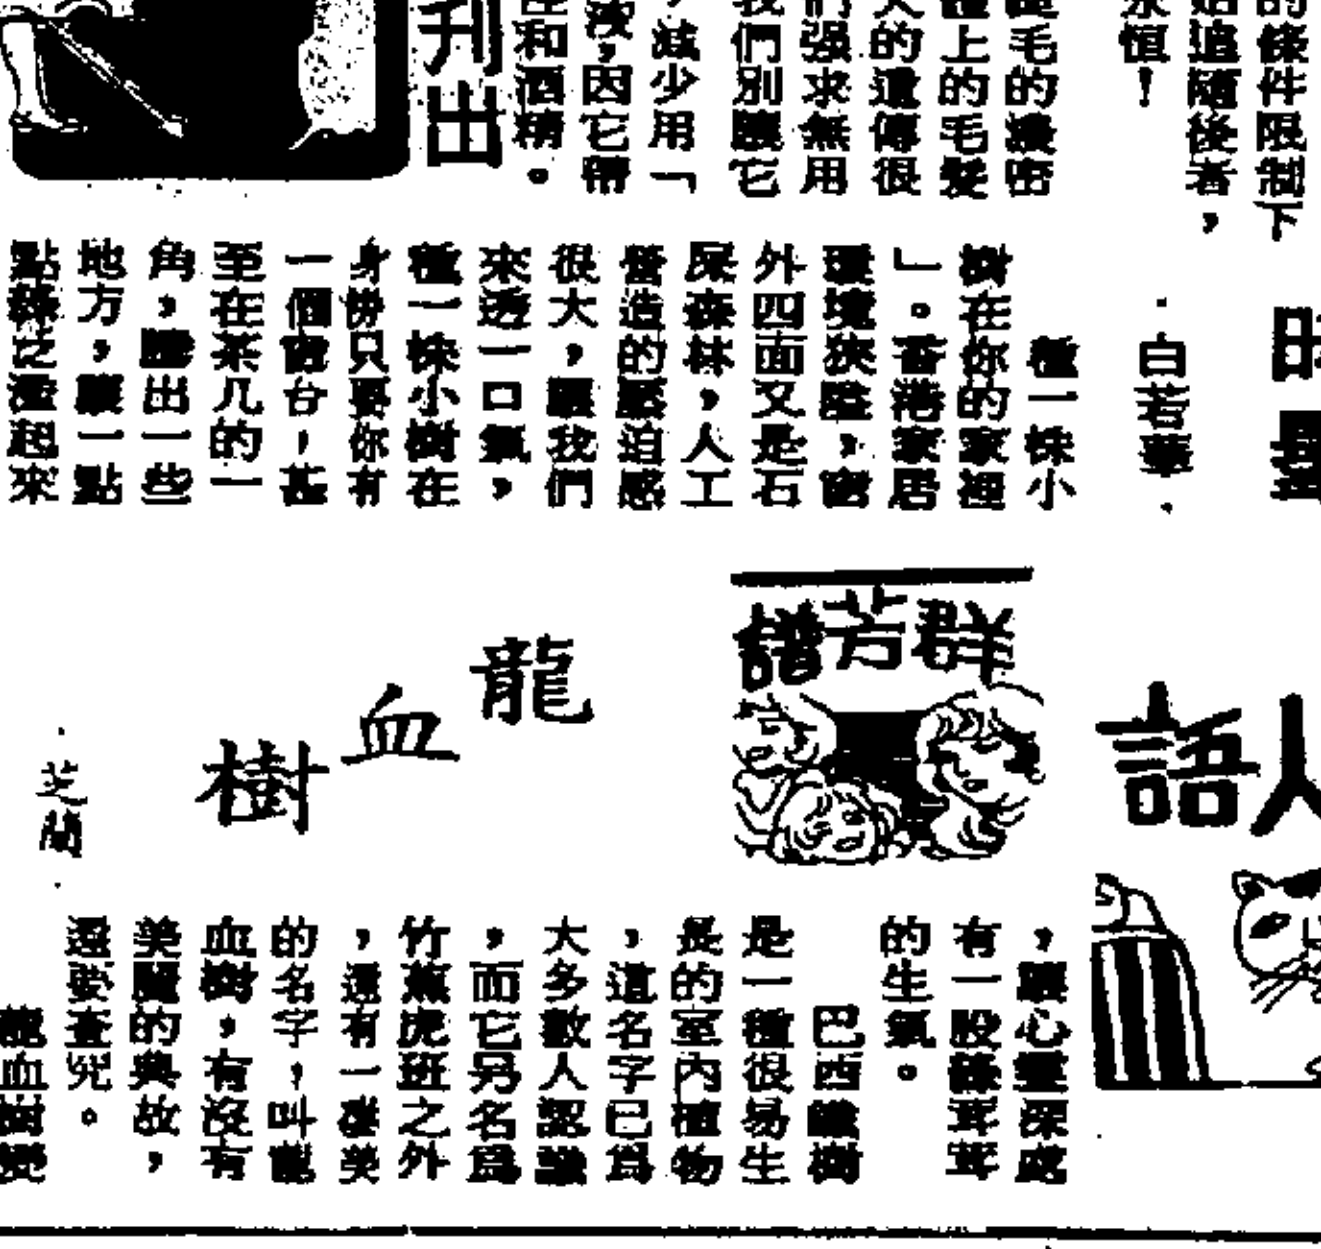 的條件限制下
始追隨後者，
永恒！
毛的濃密
上的毛髮
的遺傳很
們强求無用
我們別讓它
，減少用「
液，因它精
和酒精。
刋出
·白若華·
種一株小
樹在你的家裡
」。香港家居
環境狹隘，窗
外四面又是石
屎森林，人工
營造的壓迫感
很大，讓我們
來透一口氣，
種一株小樹在
身旁只要你有
一個窗台，甚
至在茶几的一
角，騰出一些
地方，讓一點
點綠泛濫起來
人語
群芳譜
龍血樹
·芝蘭·
，讓心靈深處
有一股綠茸茸
的生氣。
巴西鐵樹
是一種很易生
長的室內植物
，這名字已爲
大多數人認識
，而它另名爲
竹蕉虎班之外
，還有一個美
的名字，叫龍
血樹，有沒有
美麗的典故，
還要查究。
龍血樹